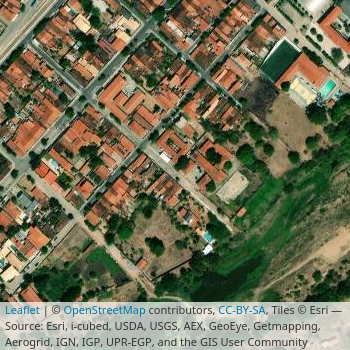 Leaflet | © OpenStreetMap contributors, CC-BY-SA, Tiles © Esri —
Source: Esri, i-cubed, USDA, USGS, AEX, GeoEye, Getmapping,
Aerogrid, IGN, IGP, UPR-EGP, and the GIS User Community